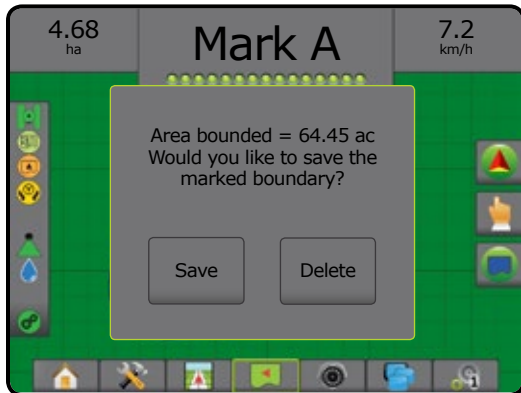 4.68
ha
Mark A
7.2
km/h
Area bounded = 64.45 ac
Would you like to save the
marked boundary?
Save
Delete
1